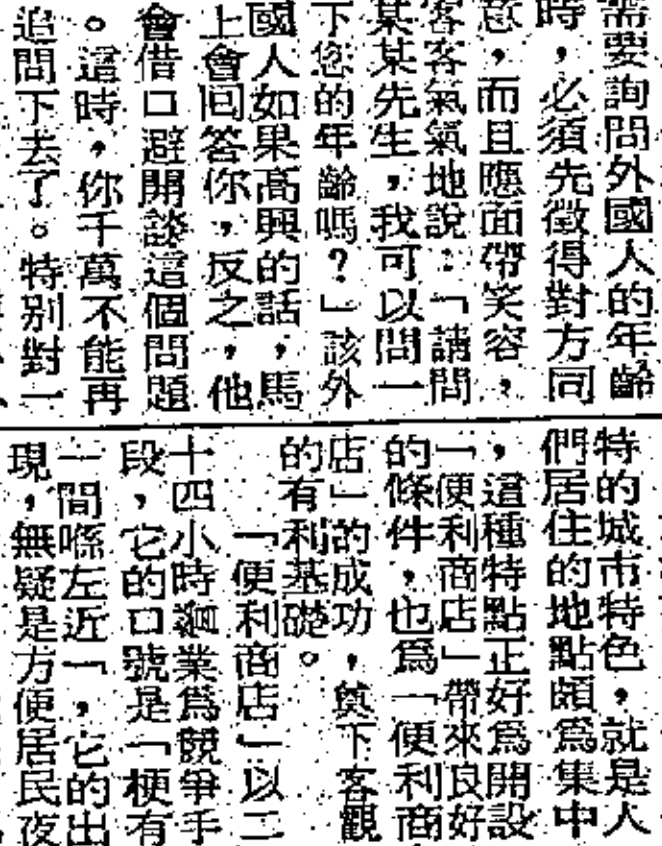 需要詢問外國人的年齡
時，必須先徵得對方同
意，而且應面帶笑容，
客客氣氣地說：「請問
某某先生，我可以問一
下您的年齡嗎？」該外
國人如果高興的話，馬
上會回答你，反之，他
會借口避開談這個問題
。這時，你千萬不能再
追問下去了。特別對一
特的城市特色，就是人
們居住的地點頗爲集中
，這種特點正好爲開設
「便利商店」帶來良好
的條件，也爲「便利商
店」的成功，奠下客觀
的有利基礎。
「便利商店」以二
十四小時業爲競爭手
段，它的口號是「梗有
一間喺左近「，它的出
現，無疑是方便居民夜